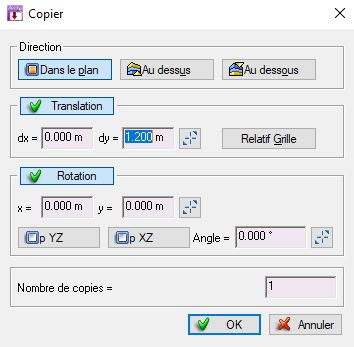 Copier
Direction
Dans le plan Au dessus Au dessous
Translation
dx = 0.000 m dy = 1.200 m Relatif Grille
Rotation
x = 0.000 m y = 0.000 m
p YZ p XZ Angle = 0.000 °
Nombre de copies = 1
OK Annuler